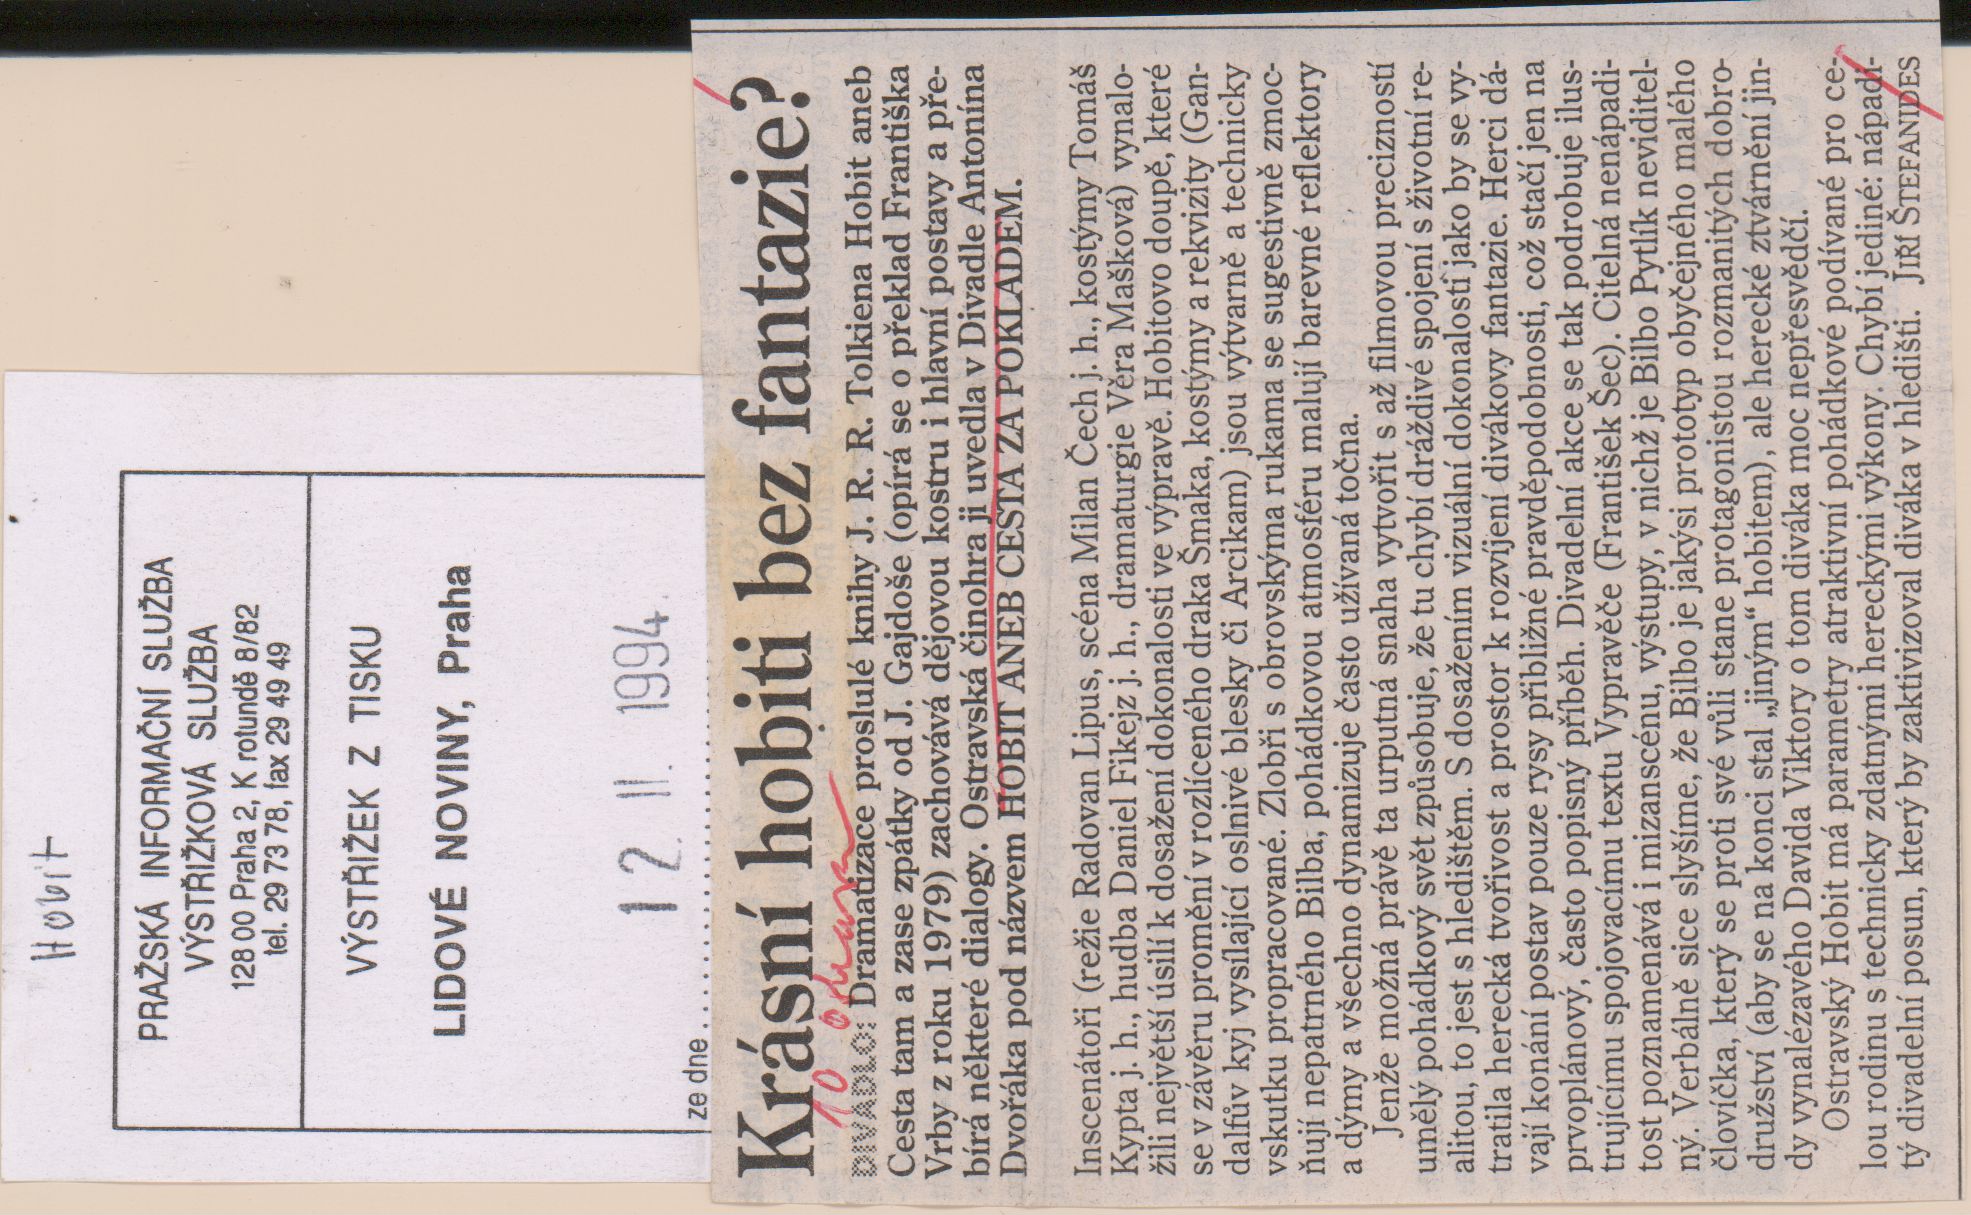 Hobit
PRAŽSKÁ INFORMAČNÍ SLUŽBA
VÝSTŘIŽKOVÁ SLUŽBA
128 00 Praha 2, K rotundě 8/82
tel. 29 73 78, fax 29 49 49
VÝSTŘIŽEK Z TISKU
LIDOVÉ NOVINY, Praha
12. 11. 1994
ze dne
Krásní hobiti bez fantazie?
DIVADLO: Dramatizace proslulé knihy J. R. R. Tolkiena Hobit aneb
Cesta tam a zase zpátky od J. Gajdoše (opírá se o překlad Františka
Vrby z roku 1979) zachovává dějovou kostru i hlavní postavy a pře-
bírá některé dialogy. Ostravská činohra ji uvedla v Divadle Antonína
Dvořáka pod názvem HOBIT ANEB CESTA ZA POKLADEM.
Inscenátoři (režie Radovan Lipus, scéna Milan Čech j. h., kostýmy Tomáš
Kypta j. h., hudba Daniel Fikejz j. h., dramaturgie Věra Mašková) vynalo-
žili největší úsilí k dosažení dokonalosti ve výpravě. Hobitovo doupě, které
se v závěru promění v rozlíceného draka Šmaka, kostýmy a rekvizity (Gan-
dalfův kyj vysílající oslnivé blesky či Arcikam) jsou výtvarně a technicky
vskutku propracované. Zlobři s obrovskýma rukama se sugestivně zmoc-
ňují nepatrného Bilba, pohádkovou atmosféru malují barevné reflektory
a dýmy a všechno dynamizuje často užívaná točna.
Jenže možná právě ta urputná snaha vytvořit s až filmovou precizností
umělý pohádkový svět způsobuje, že tu chybí dráždivé spojení s životní re-
alitou, to jest s hledištěm. S dosažením vizuální dokonalosti jako by se vy-
tratila herecká tvořivost a prostor k rozvíjení divákovy fantazie. Herci dá-
vají konání postav pouze rysy přibližné pravděpodobnosti, což stačí jen na
prvoplánový, často popisný příběh. Divadelní akce se tak podrobuje ilus-
trujícímu spojovacímu textu Vypravěče (František Šec). Citelná nenápadi-
tost poznamenává i mizanscénu, výstupy, v nichž je Bilbo Pytlík neviditel-
ný. Verbálně sice slyšíme, že Bilbo je jakýsi prototyp obyčejného malého
človíčka, který se proti své vůli stane protagonistou rozmanitých dobro-
družství (aby se na konci stal „jiným“ hobitem), ale herecké ztvárnění jin-
dy vynalézavého Davida Viktory o tom diváka moc nepřesvědčí.
Ostravský Hobit má parametry atraktivní pohádkové podívané pro ce-
lou rodinu s technicky zdatnými hereckými výkony. Chybí jediné: nápadi-
tý divadelní posun, který by zaktivizoval diváka v hledišti. JIŘÍ ŠTEFANIDES